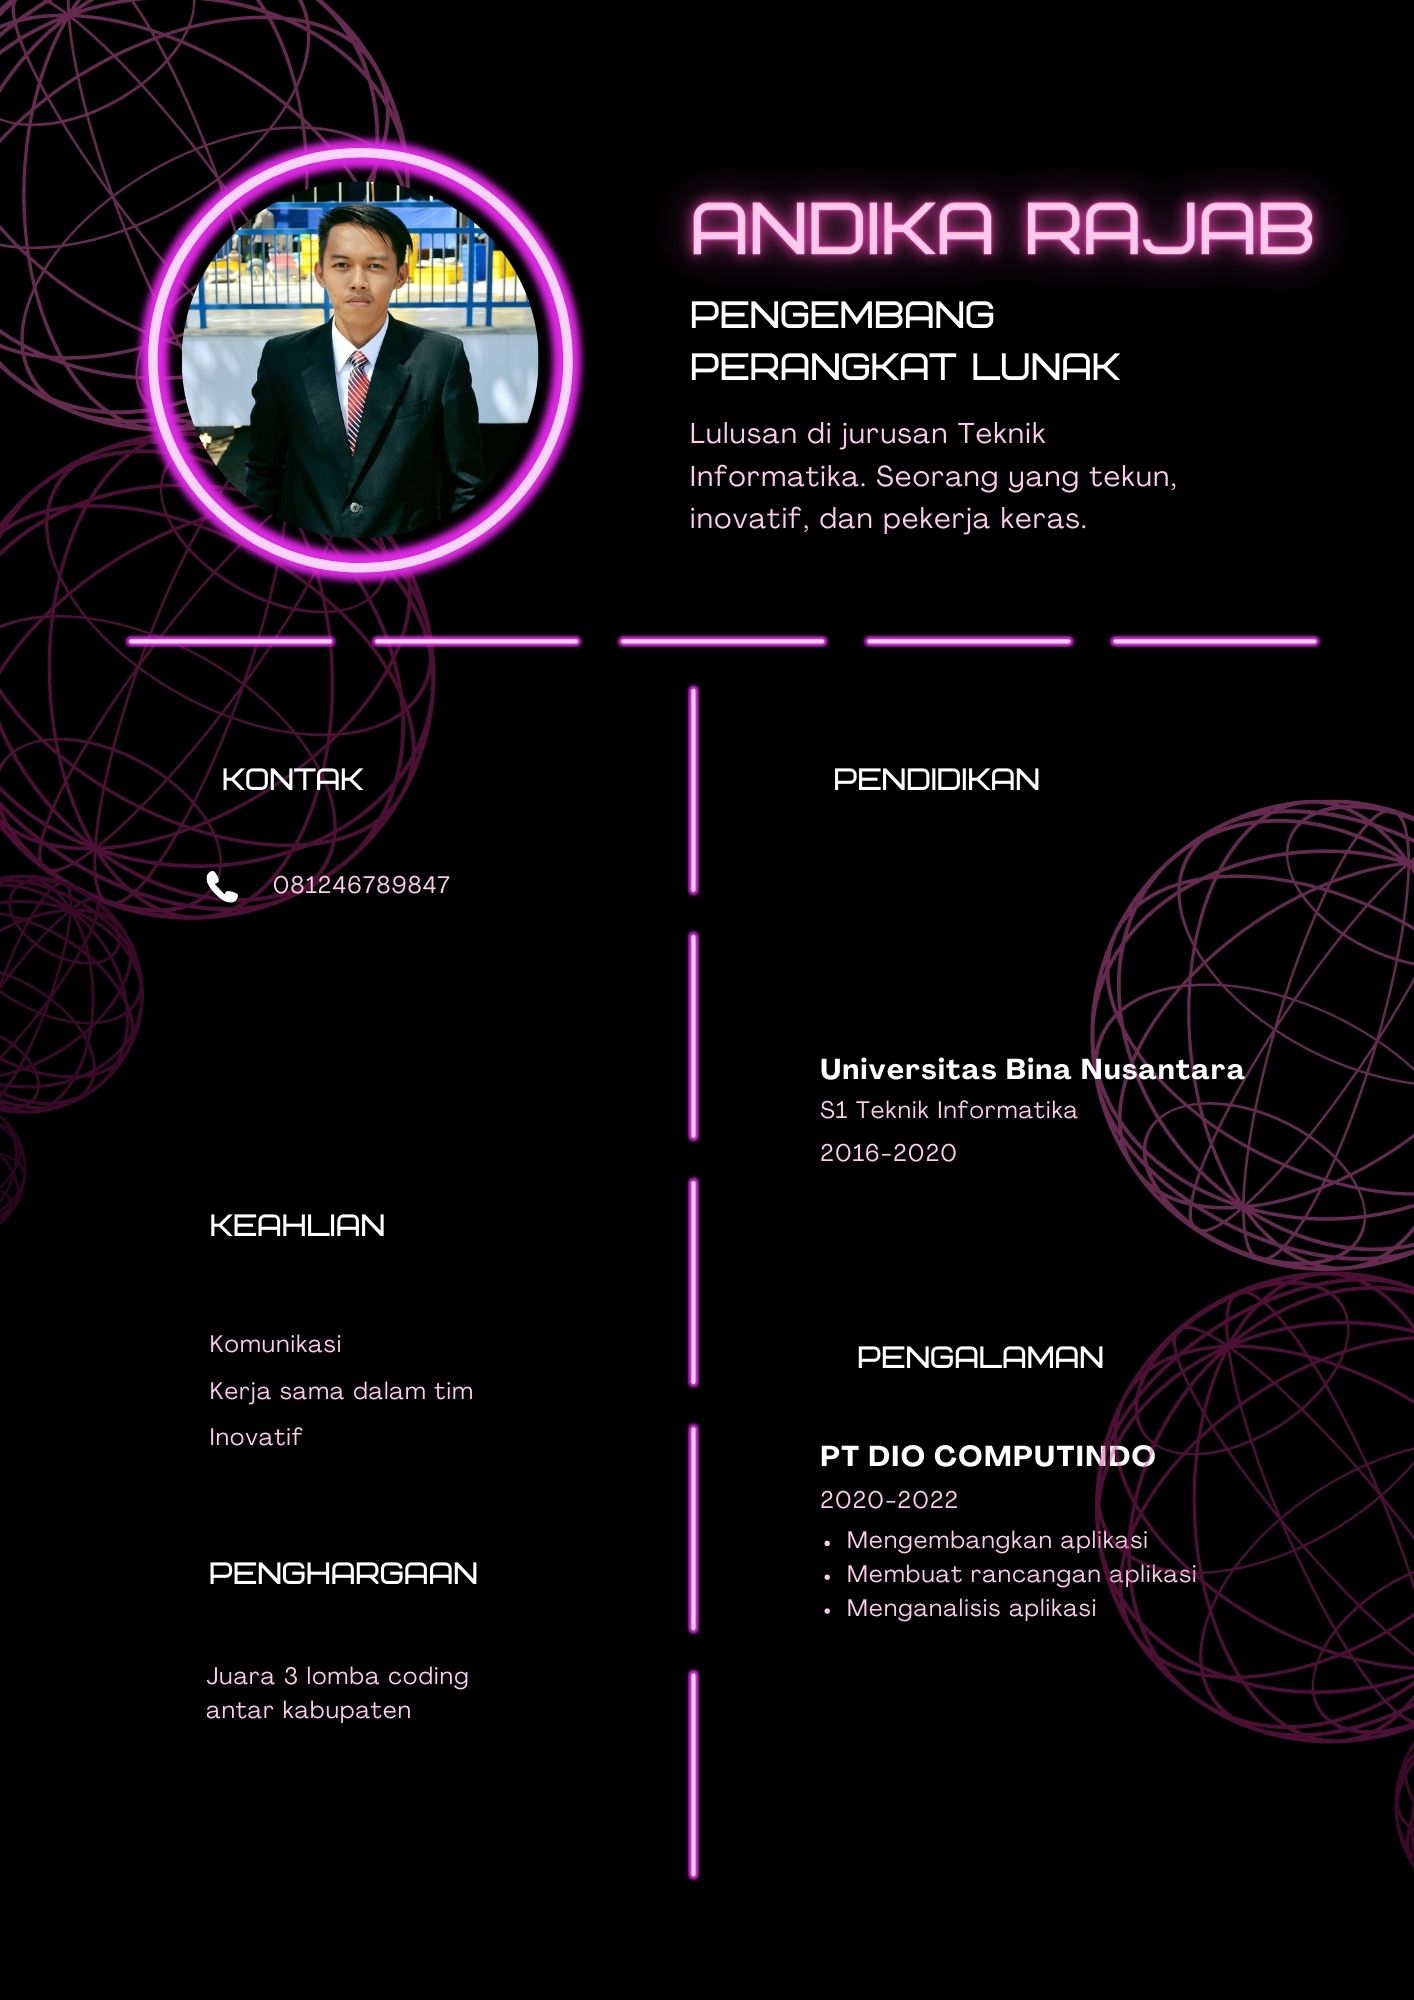 ANDIKA RAJAB
PENGEMBANG
PERANGKAT LUNAK
Lulusan di jurusan Teknik
Informatika. Seorang yang tekun,
inovatif, dan pekerja keras.
KONTAK
081246789847
KEAHLIAN
Komunikasi
Kerja sama dalam tim
Inovatif
PENGHARGAAN
Juara 3 lomba coding
antar kabupaten
PENDIDIKAN
Universitas Bina Nusantara
S1 Teknik Informatika
2016-2020
PENGALAMAN
PT DIO COMPUTINDO
2020-2022
• Mengembangkan aplikasi
• Membuat rancangan aplikasi
• Menganalisis aplikasi